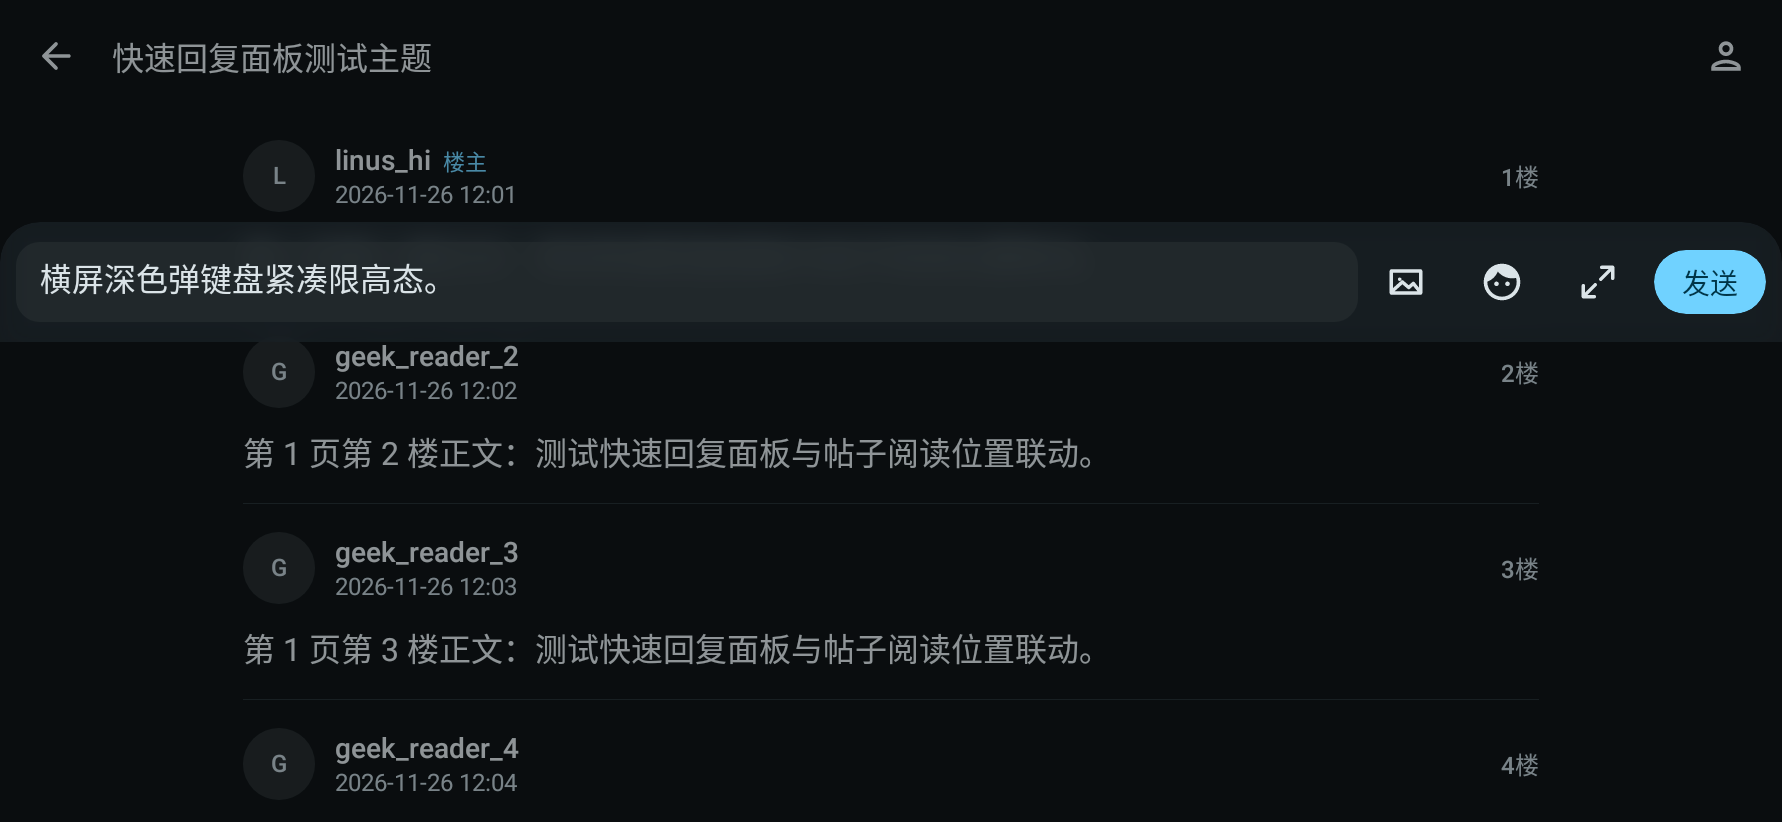 快速回复面板测试主题
L
linus_hi 楼主
2026-11-26 12:01
1楼
横屏深色弹键盘紧凑限高态。
发送
G
geek_reader_2
2026-11-26 12:02
2楼
第 1 页第 2 楼正文：测试快速回复面板与帖子阅读位置联动。
G
geek_reader_3
2026-11-26 12:03
3楼
第 1 页第 3 楼正文：测试快速回复面板与帖子阅读位置联动。
G
geek_reader_4
2026-11-26 12:04
4楼